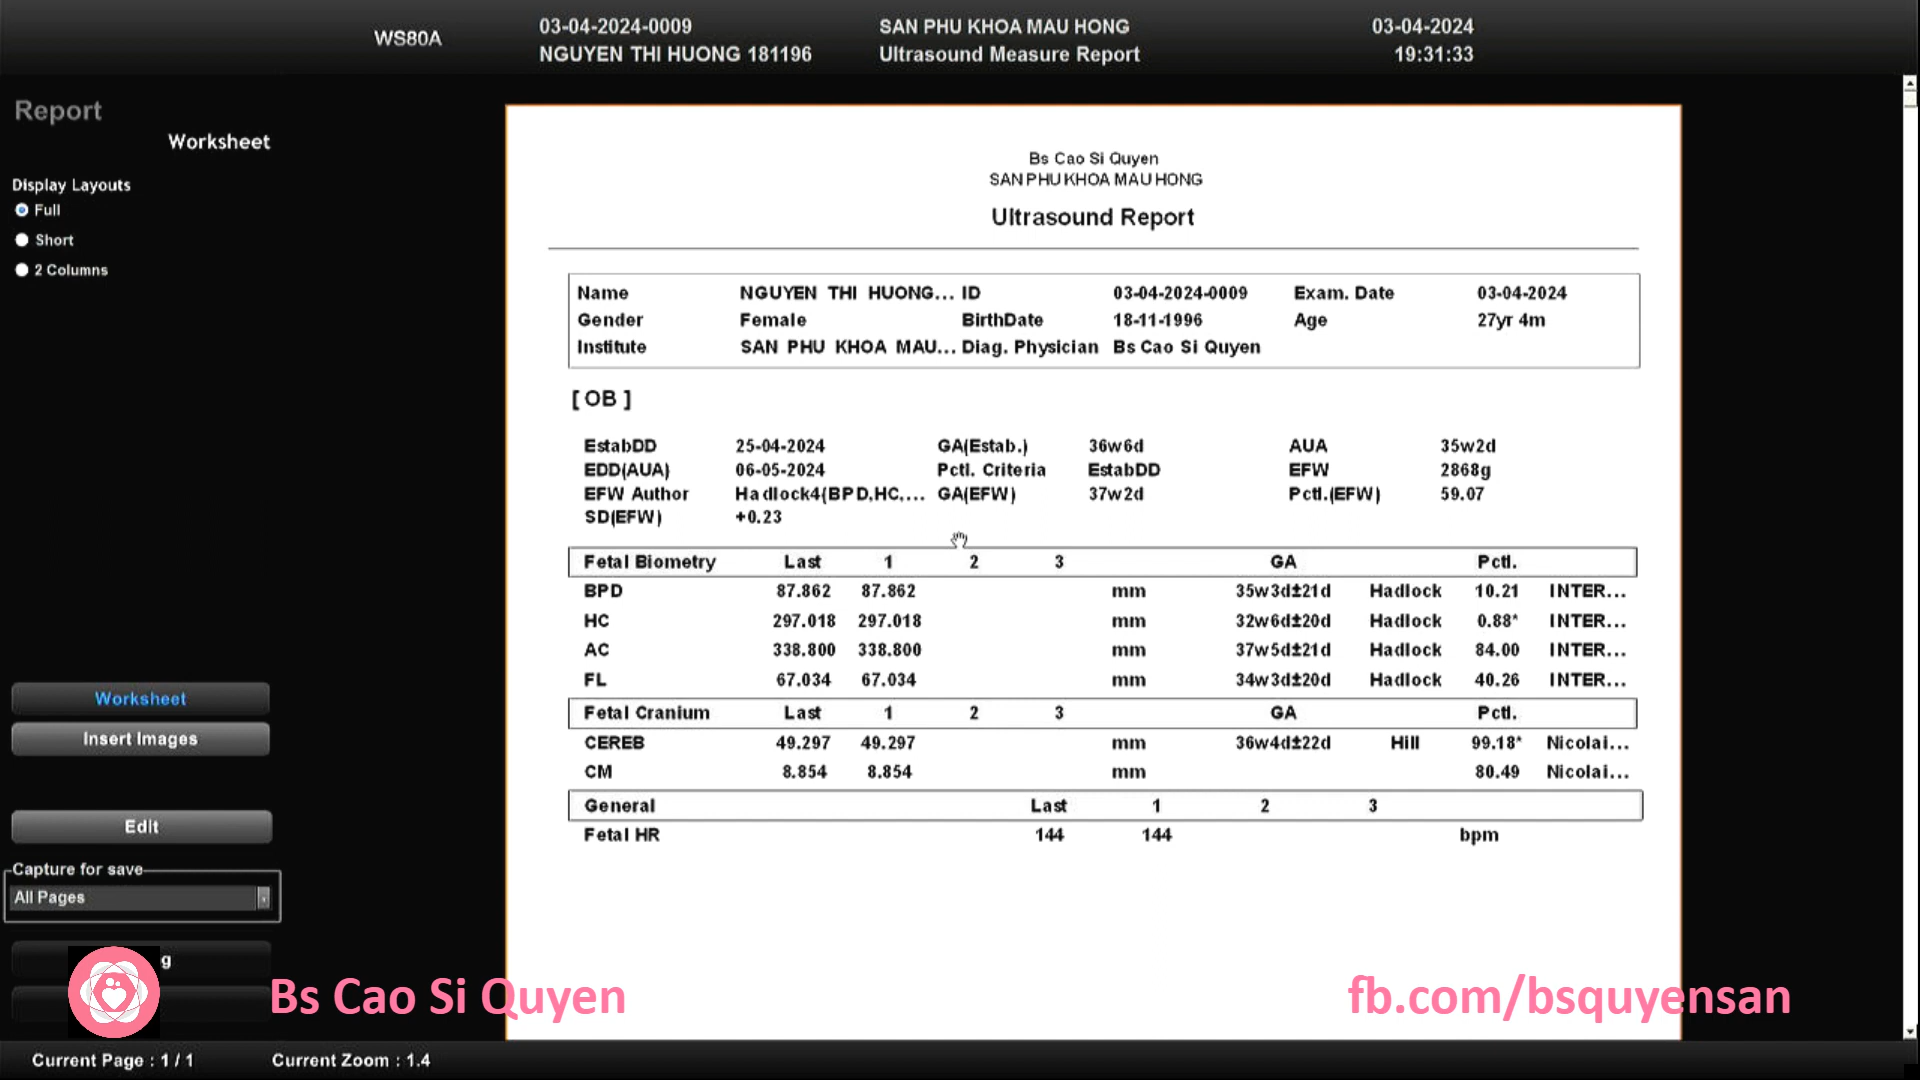 WS80A
03-04-2024-0009
NGUYEN THI HUONG 181196
SAN PHU KHOA MAU HONG
Ultrasound Measure Report
03-04-2024
19:31:33
Report
Worksheet
Display Layouts
Full
Short
2 Columns
Worksheet
Insert Images
Edit
Capture for save
All Pages
g
Bs Cao Si Quyen
SAN PHU KHOA MAU HONG
Ultrasound Report
Name NGUYEN THI HUONG... ID 03-04-2024-0009 Exam. Date 03-04-2024
Gender Female BirthDate 18-11-1996 Age 27yr 4m
Institute SAN PHU KHOA MAU... Diag. Physician Bs Cao Si Quyen
[ OB ]
EstabDD 25-04-2024 GA(Estab.) 36w6d AUA 35w2d
EDD(AUA) 06-05-2024 Pctl. Criteria EstabDD EFW 2868g
EFW Author Hadlock4(BPD,HC,... GA(EFW) 37w2d Pctl.(EFW) 59.07
SD(EFW) +0.23
Fetal Biometry Last 1 2 3 GA Pctl.
BPD 87.862 87.862 mm 35w3d±21d Hadlock 10.21 INTER...
HC 297.018 297.018 mm 32w6d±20d Hadlock 0.88* INTER...
AC 338.800 338.800 mm 37w5d±21d Hadlock 84.00 INTER...
FL 67.034 67.034 mm 34w3d±20d Hadlock 40.26 INTER...
Fetal Cranium Last 1 2 3 GA Pctl.
CEREB 49.297 49.297 mm 36w4d±22d Hill 99.18* Nicolai...
CM 8.854 8.854 mm 80.49 Nicolai...
General Last 1 2 3
Fetal HR 144 144 bpm
Bs Cao Si Quyen
fb.com/bsquyensan
Current Page : 1 / 1
Current Zoom : 1.4